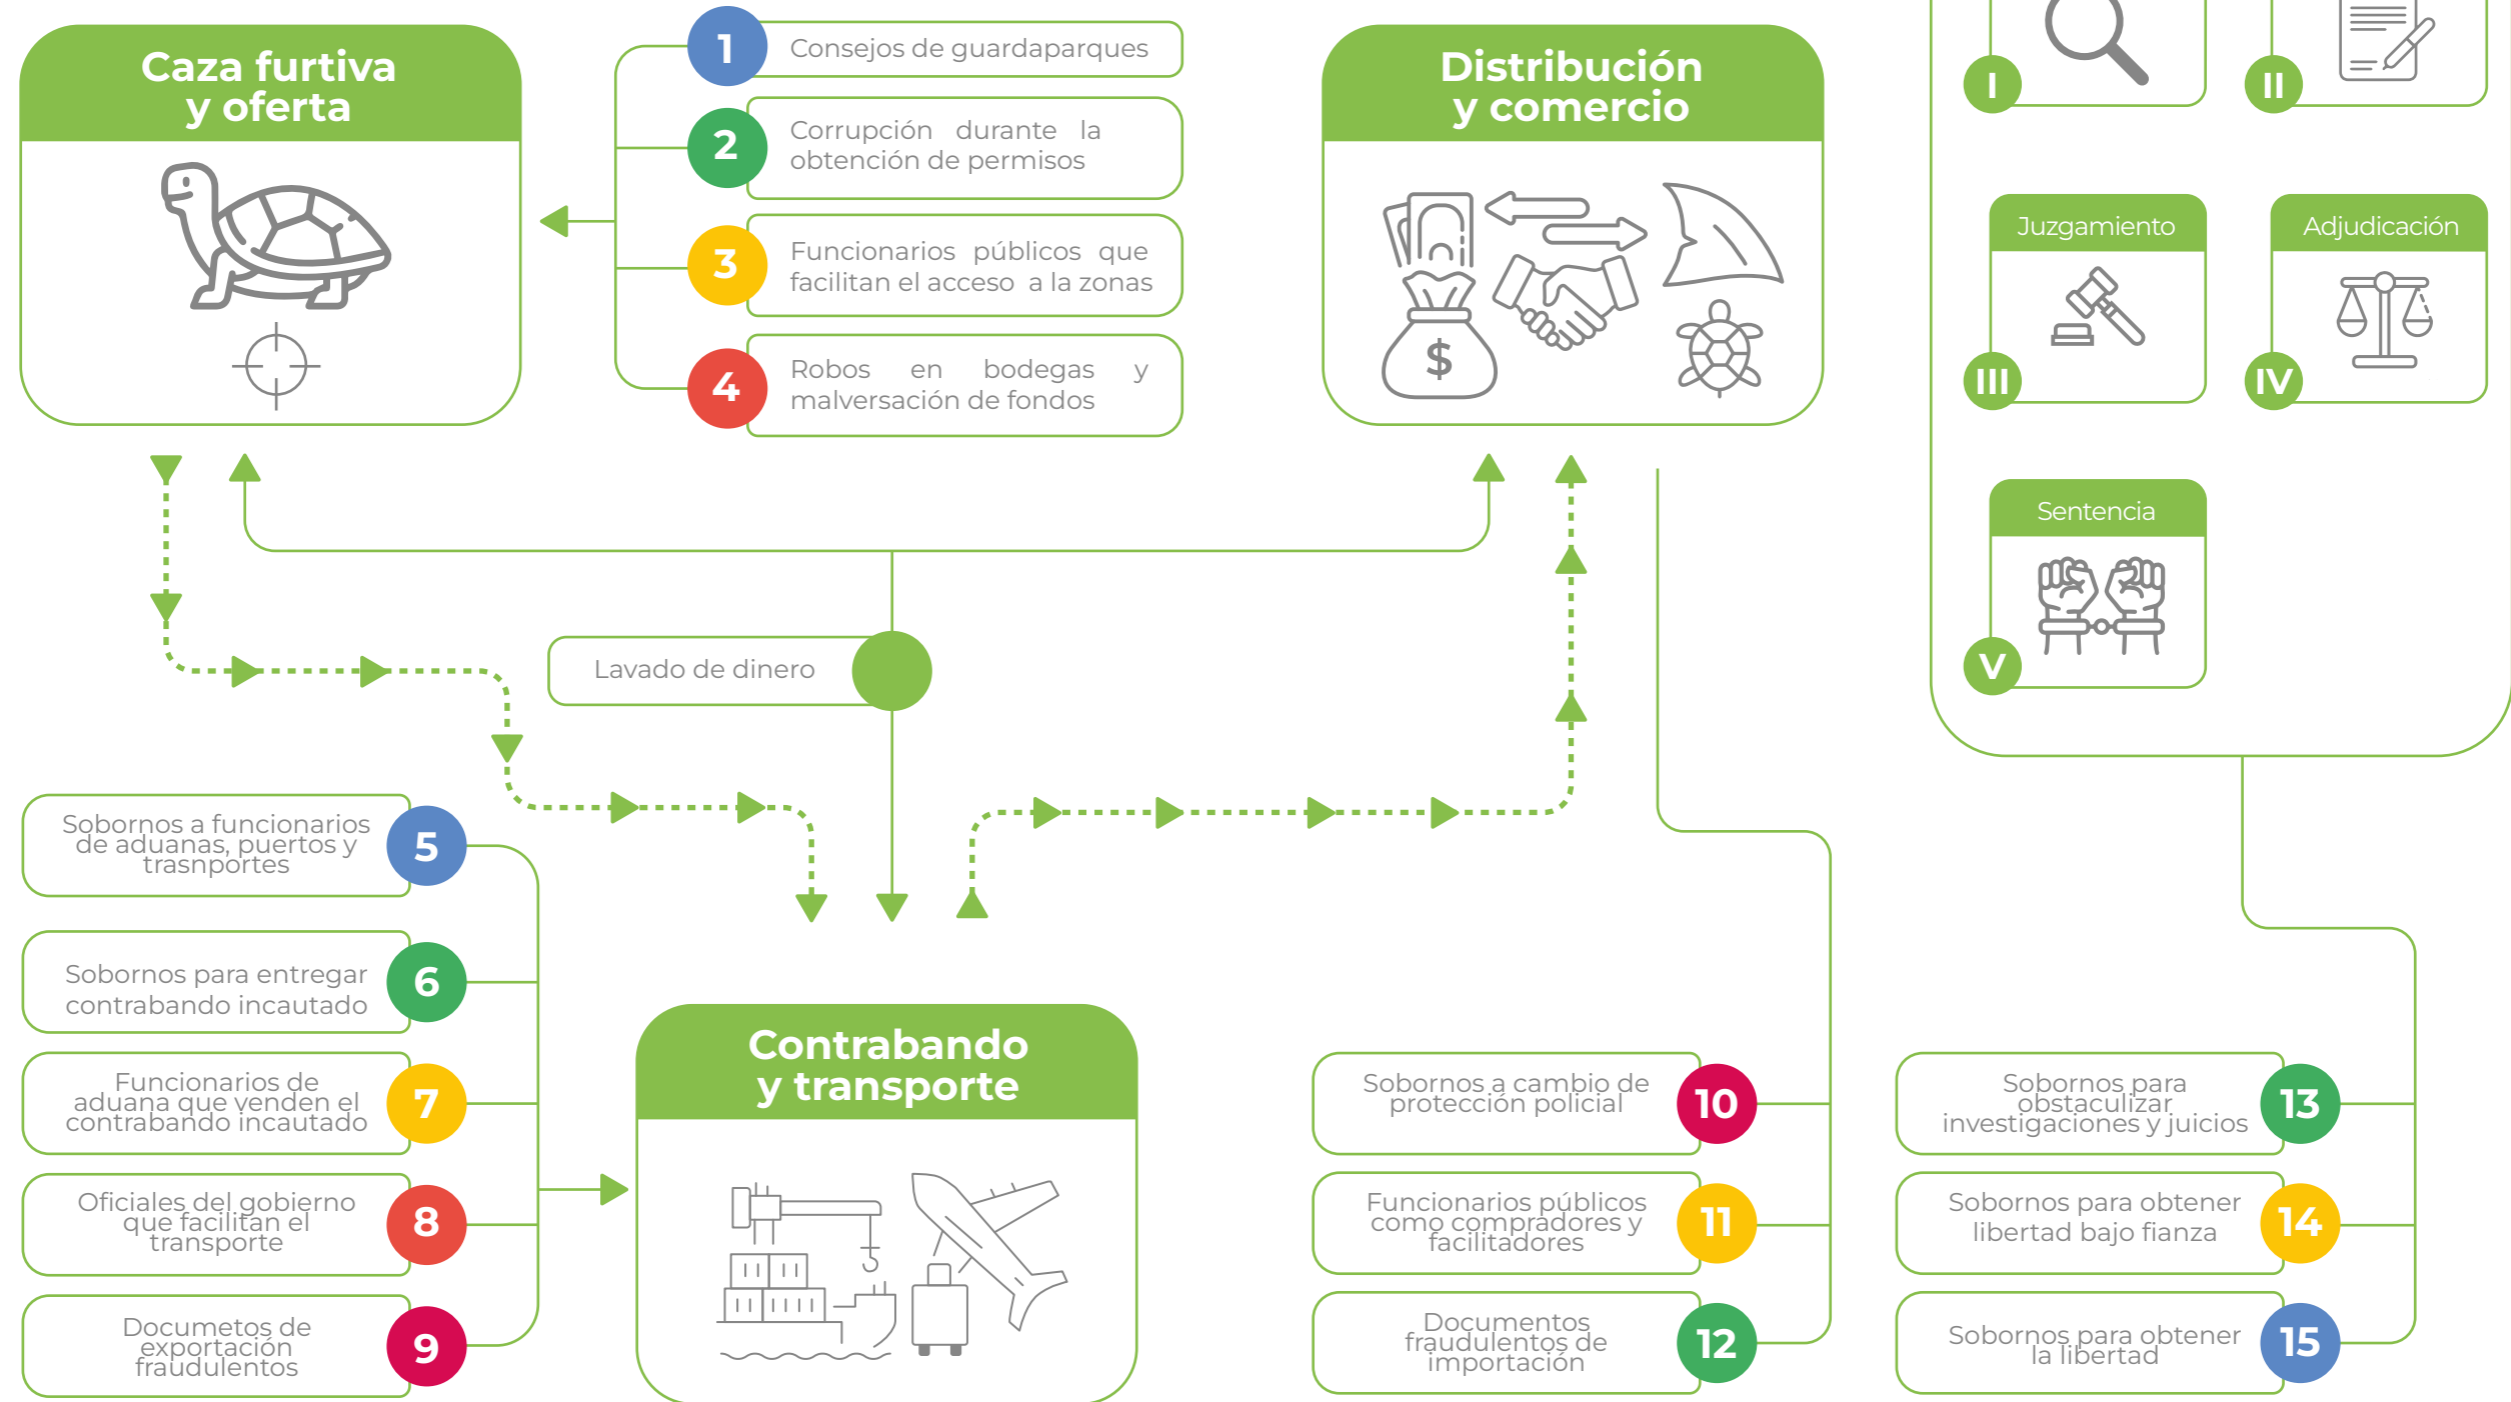 Caza furtiva
y oferta
1
Consejos de guardaparques
2
Corrupción durante la
obtención de permisos
3
Funcionarios públicos que
facilitan el acceso a la zonas
4
Robos en bodegas y
malversación de fondos
Distribución
y comercio
$
I
II
Juzgamiento
III
Adjudicación
IV
Sentencia
V
Lavado de dinero
Sobornos a funcionarios
de aduanas, puertos y
trasnportes
5
Sobornos para entregar
contrabando incautado
6
Funcionarios de
aduana que venden el
contrabando incautado
7
Oficiales del gobierno
que facilitan el
transporte
8
Documetos de
exportación
fraudulentos
9
Contrabando
y transporte
Sobornos a cambio de
protección policial
10
Funcionarios públicos
como compradores y
facilitadores
11
Documentos
fraudulentos de
importación
12
Sobornos para
obstaculizar
investigaciones y juicios
13
Sobornos para obtener
libertad bajo fianza
14
Sobornos para obtener
la libertad
15